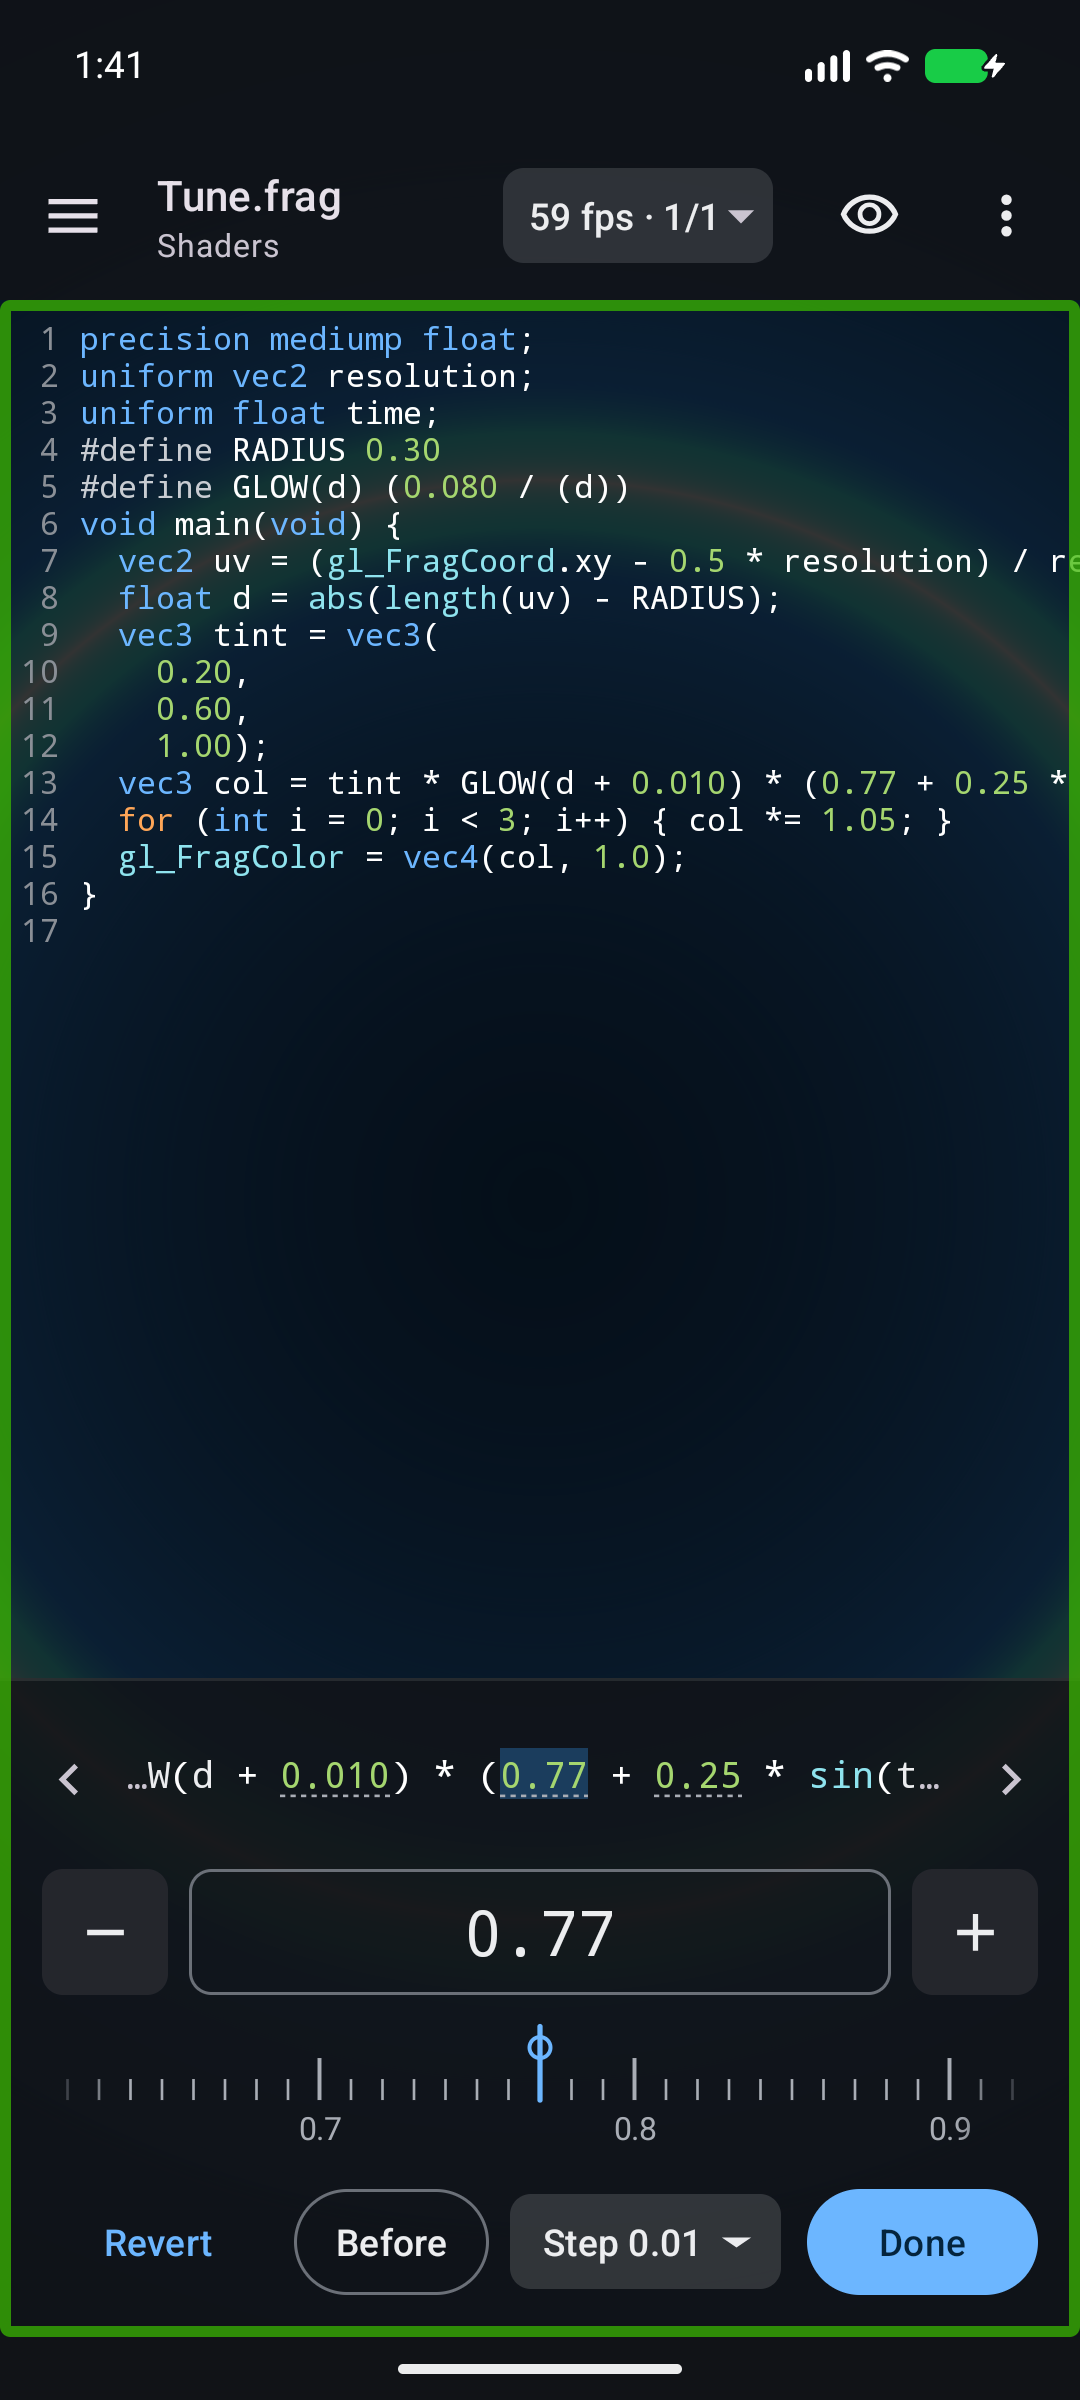 1:41
Tune.frag
Shaders
59 fps · 1/1
1 precision mediump float;
2 uniform vec2 resolution;
3 uniform float time;
4 #define RADIUS 0.30
5 #define GLOW(d) (0.080 / (d))
6 void main(void) {
7   vec2 uv = (gl_FragCoord.xy - 0.5 * resolution) / re
8   float d = abs(length(uv) - RADIUS);
9   vec3 tint = vec3(
10     0.20,
11     0.60,
12     1.00);
13   vec3 col = tint * GLOW(d + 0.010) * (0.77 + 0.25 *
14   for (int i = 0; i < 3; i++) { col *= 1.05; }
15   gl_FragColor = vec4(col, 1.0);
16 }
17
…W(d + 0.010) * (0.77 + 0.25 * sin(t…
0.77
0.7 0.8 0.9
Revert Before Step 0.01 Done